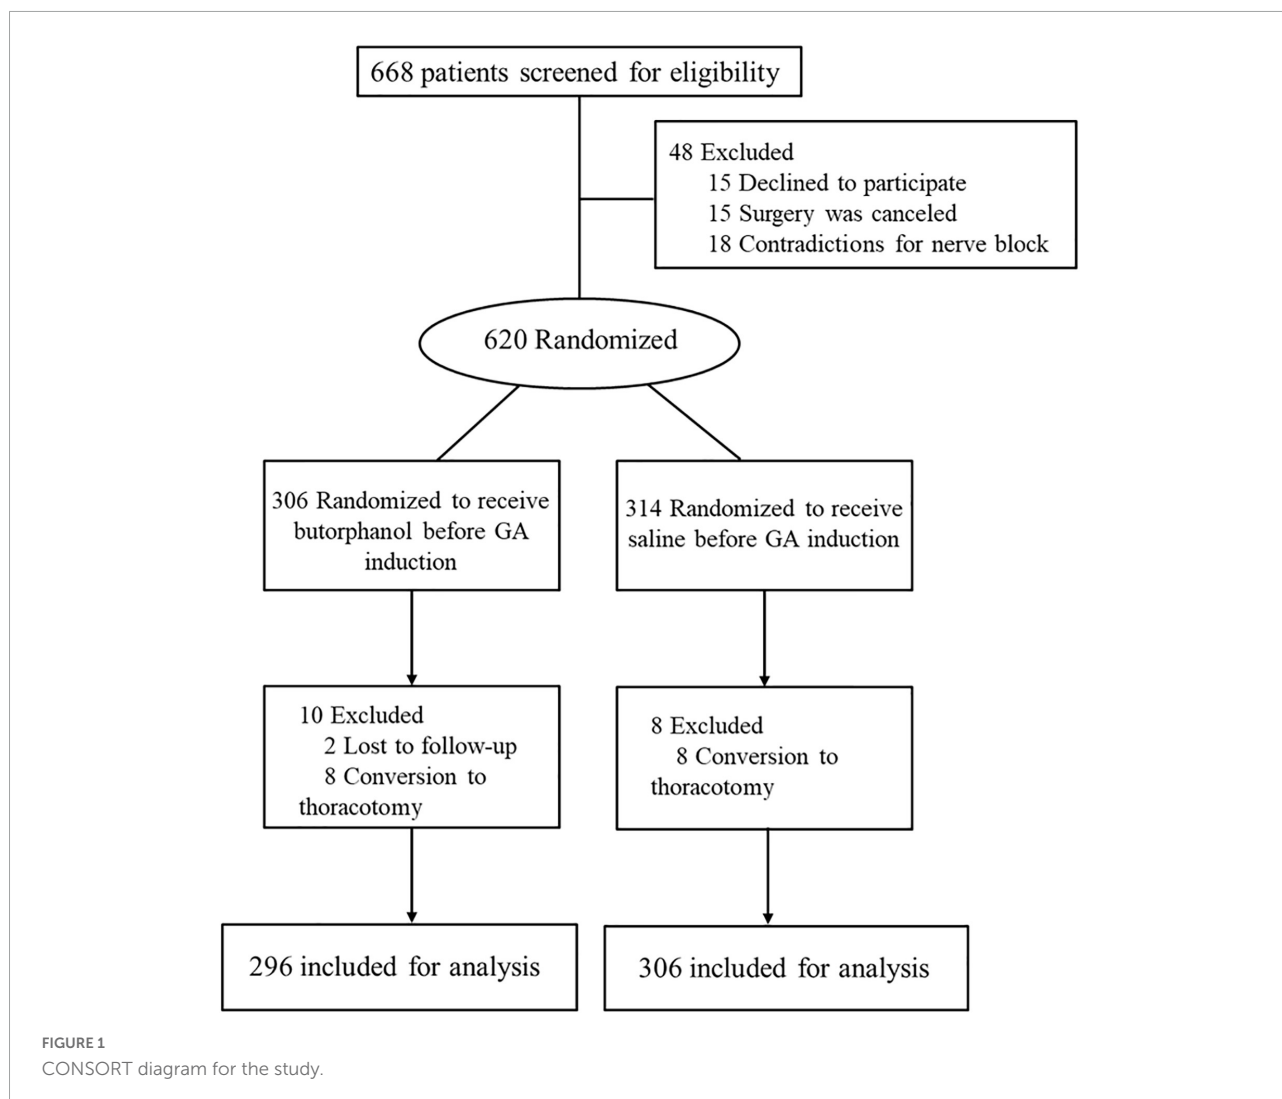 668 patients screened for eligibility
48 Excluded
15 Declined to participate
15 Surgery was canceled
18 Contradictions for nerve block
620 Randomized
306 Randomized to receive
butorphanol before GA
induction
314 Randomized to receive
saline before GA induction
10 Excluded
2 Lost to follow-up
8 Conversion to
thoracotomy
8 Excluded
8 Conversion to
thoracotomy
296 included for analysis
306 included for analysis
FIGURE 1
CONSORT diagram for the study.